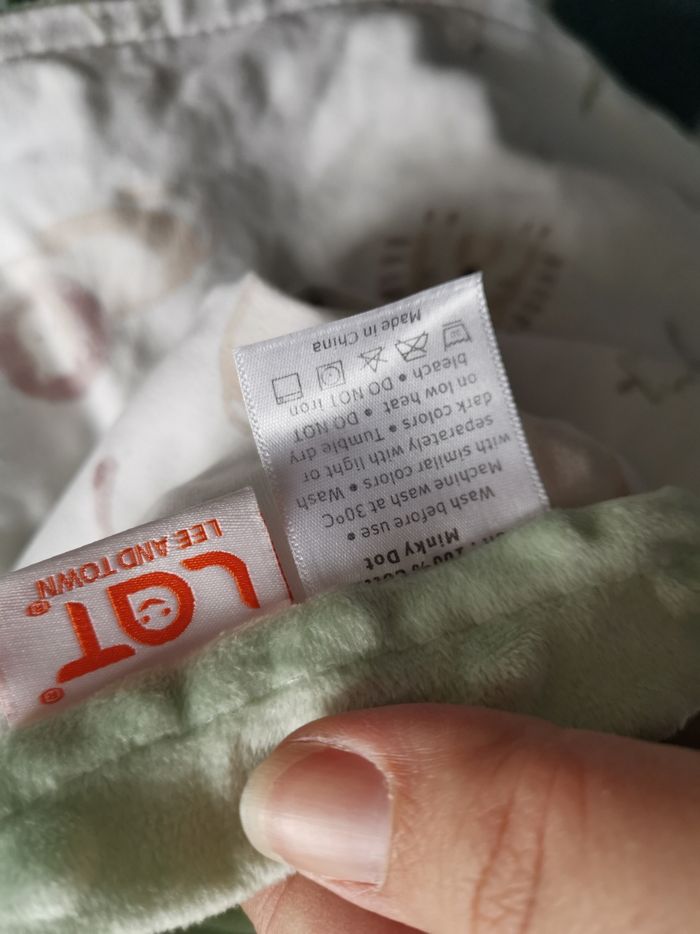 100%
Minky Dot
Wash before use •
Machine wash at 30ºC
with similar colors • Wash
separately with light or
dark colors • Tumble dry
on low heat • DO NOT
bleach • DO NOT Iron
Made in China
LaT®
LEE AND TOWN®